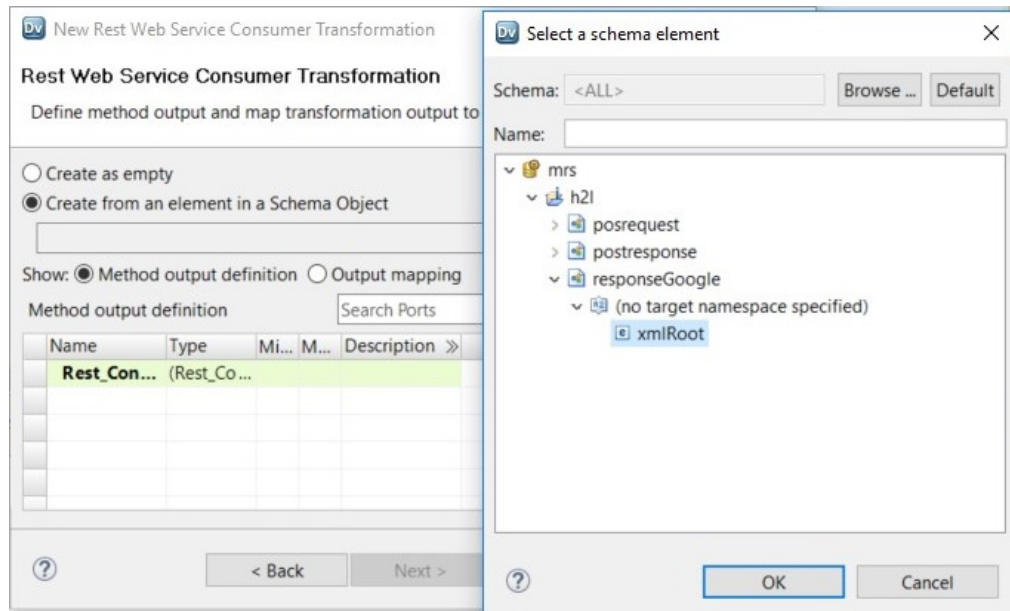 Dv New Rest Web Service Consumer Transformation
Rest Web Service Consumer Transformation
Define method output and map transformation output to
Create as empty
Create from an element in a Schema Object
Show: Method output definition Output mapping
Method output definition Search Ports
Name Type Mi... M... Description »
Rest_Con... (Rest_Co...
? < Back Next >
Dv Select a schema element
Schema: <ALL> Browse ... Default
Name:
mrs
h2l
posrequest
postresponse
responseGoogle
(no target namespace specified)
e xmlRoot
? OK Cancel